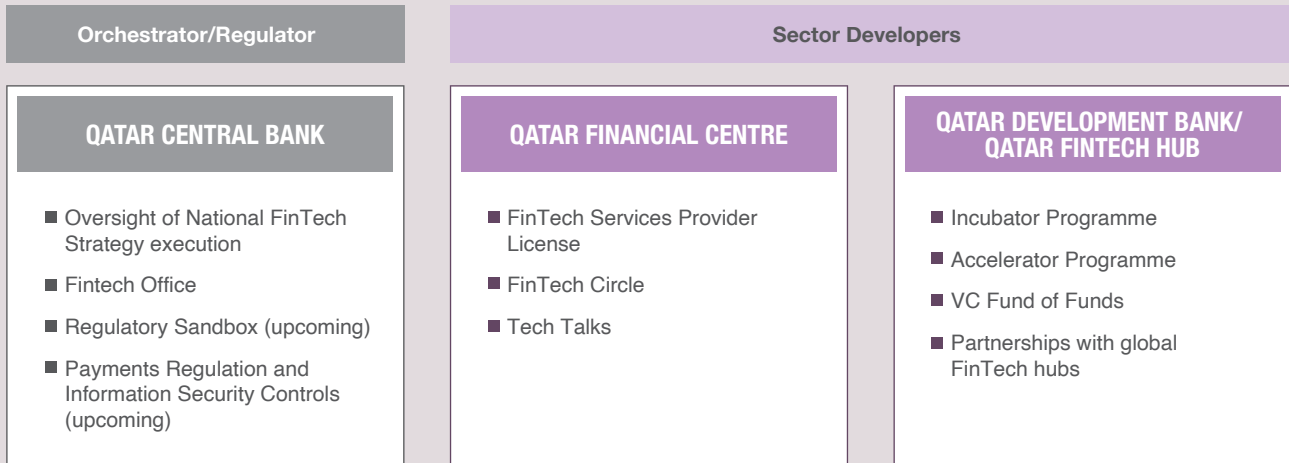 Orchestrator/Regulator
Sector Developers
QATAR CENTRAL BANK
Oversight of National FinTech
Strategy execution
Fintech Office
Regulatory Sandbox (upcoming)
Payments Regulation and
Information Security Controls
(upcoming)
QATAR FINANCIAL CENTRE
FinTech Services Provider
License
FinTech Circle
Tech Talks
QATAR DEVELOPMENT BANK/
QATAR FINTECH HUB
Incubator Programme
Accelerator Programme
VC Fund of Funds
Partnerships with global
FinTech hubs